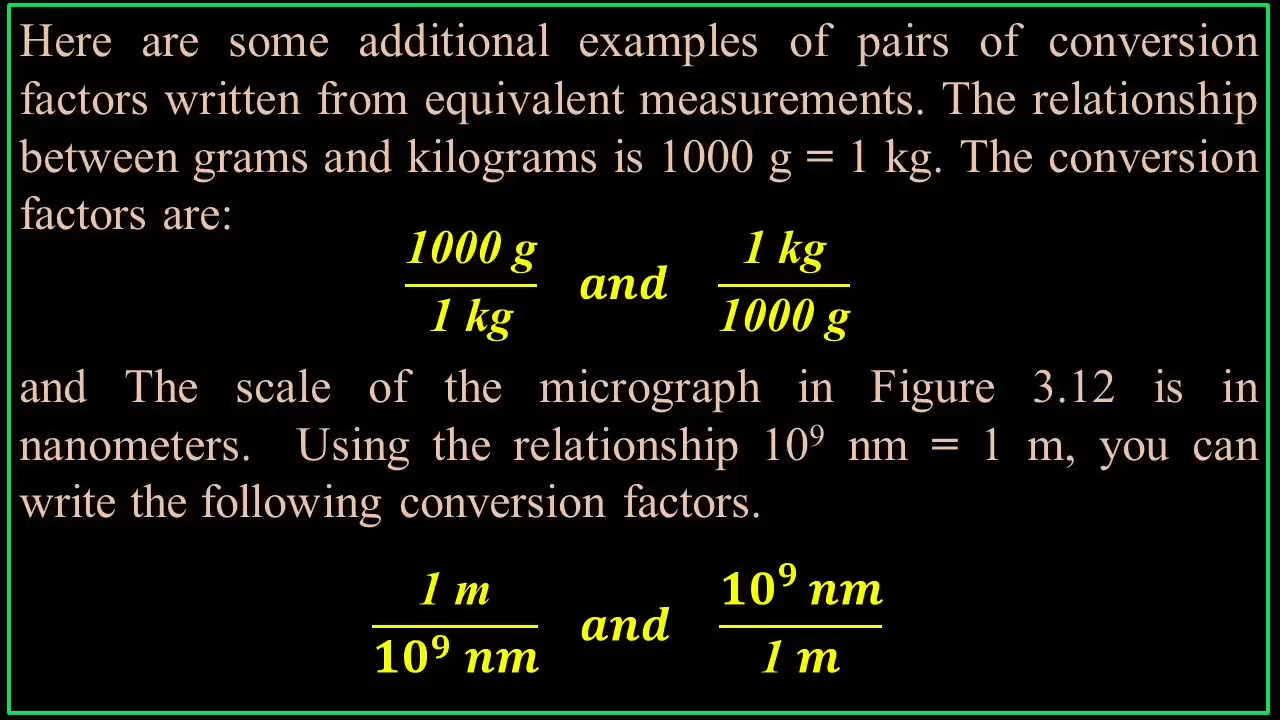 Here are some additional examples of pairs of conversion
factors written from equivalent measurements. The relationship
between grams and kilograms is 1000 g = 1 kg. The conversion
factors are:
1000 g / 1 kg and 1 kg / 1000 g
and The scale of the micrograph in Figure 3.12 is in
nanometers. Using the relationship 10⁹ nm = 1 m, you can
write the following conversion factors.
1 m / 10⁹ nm and 10⁹ nm / 1 m